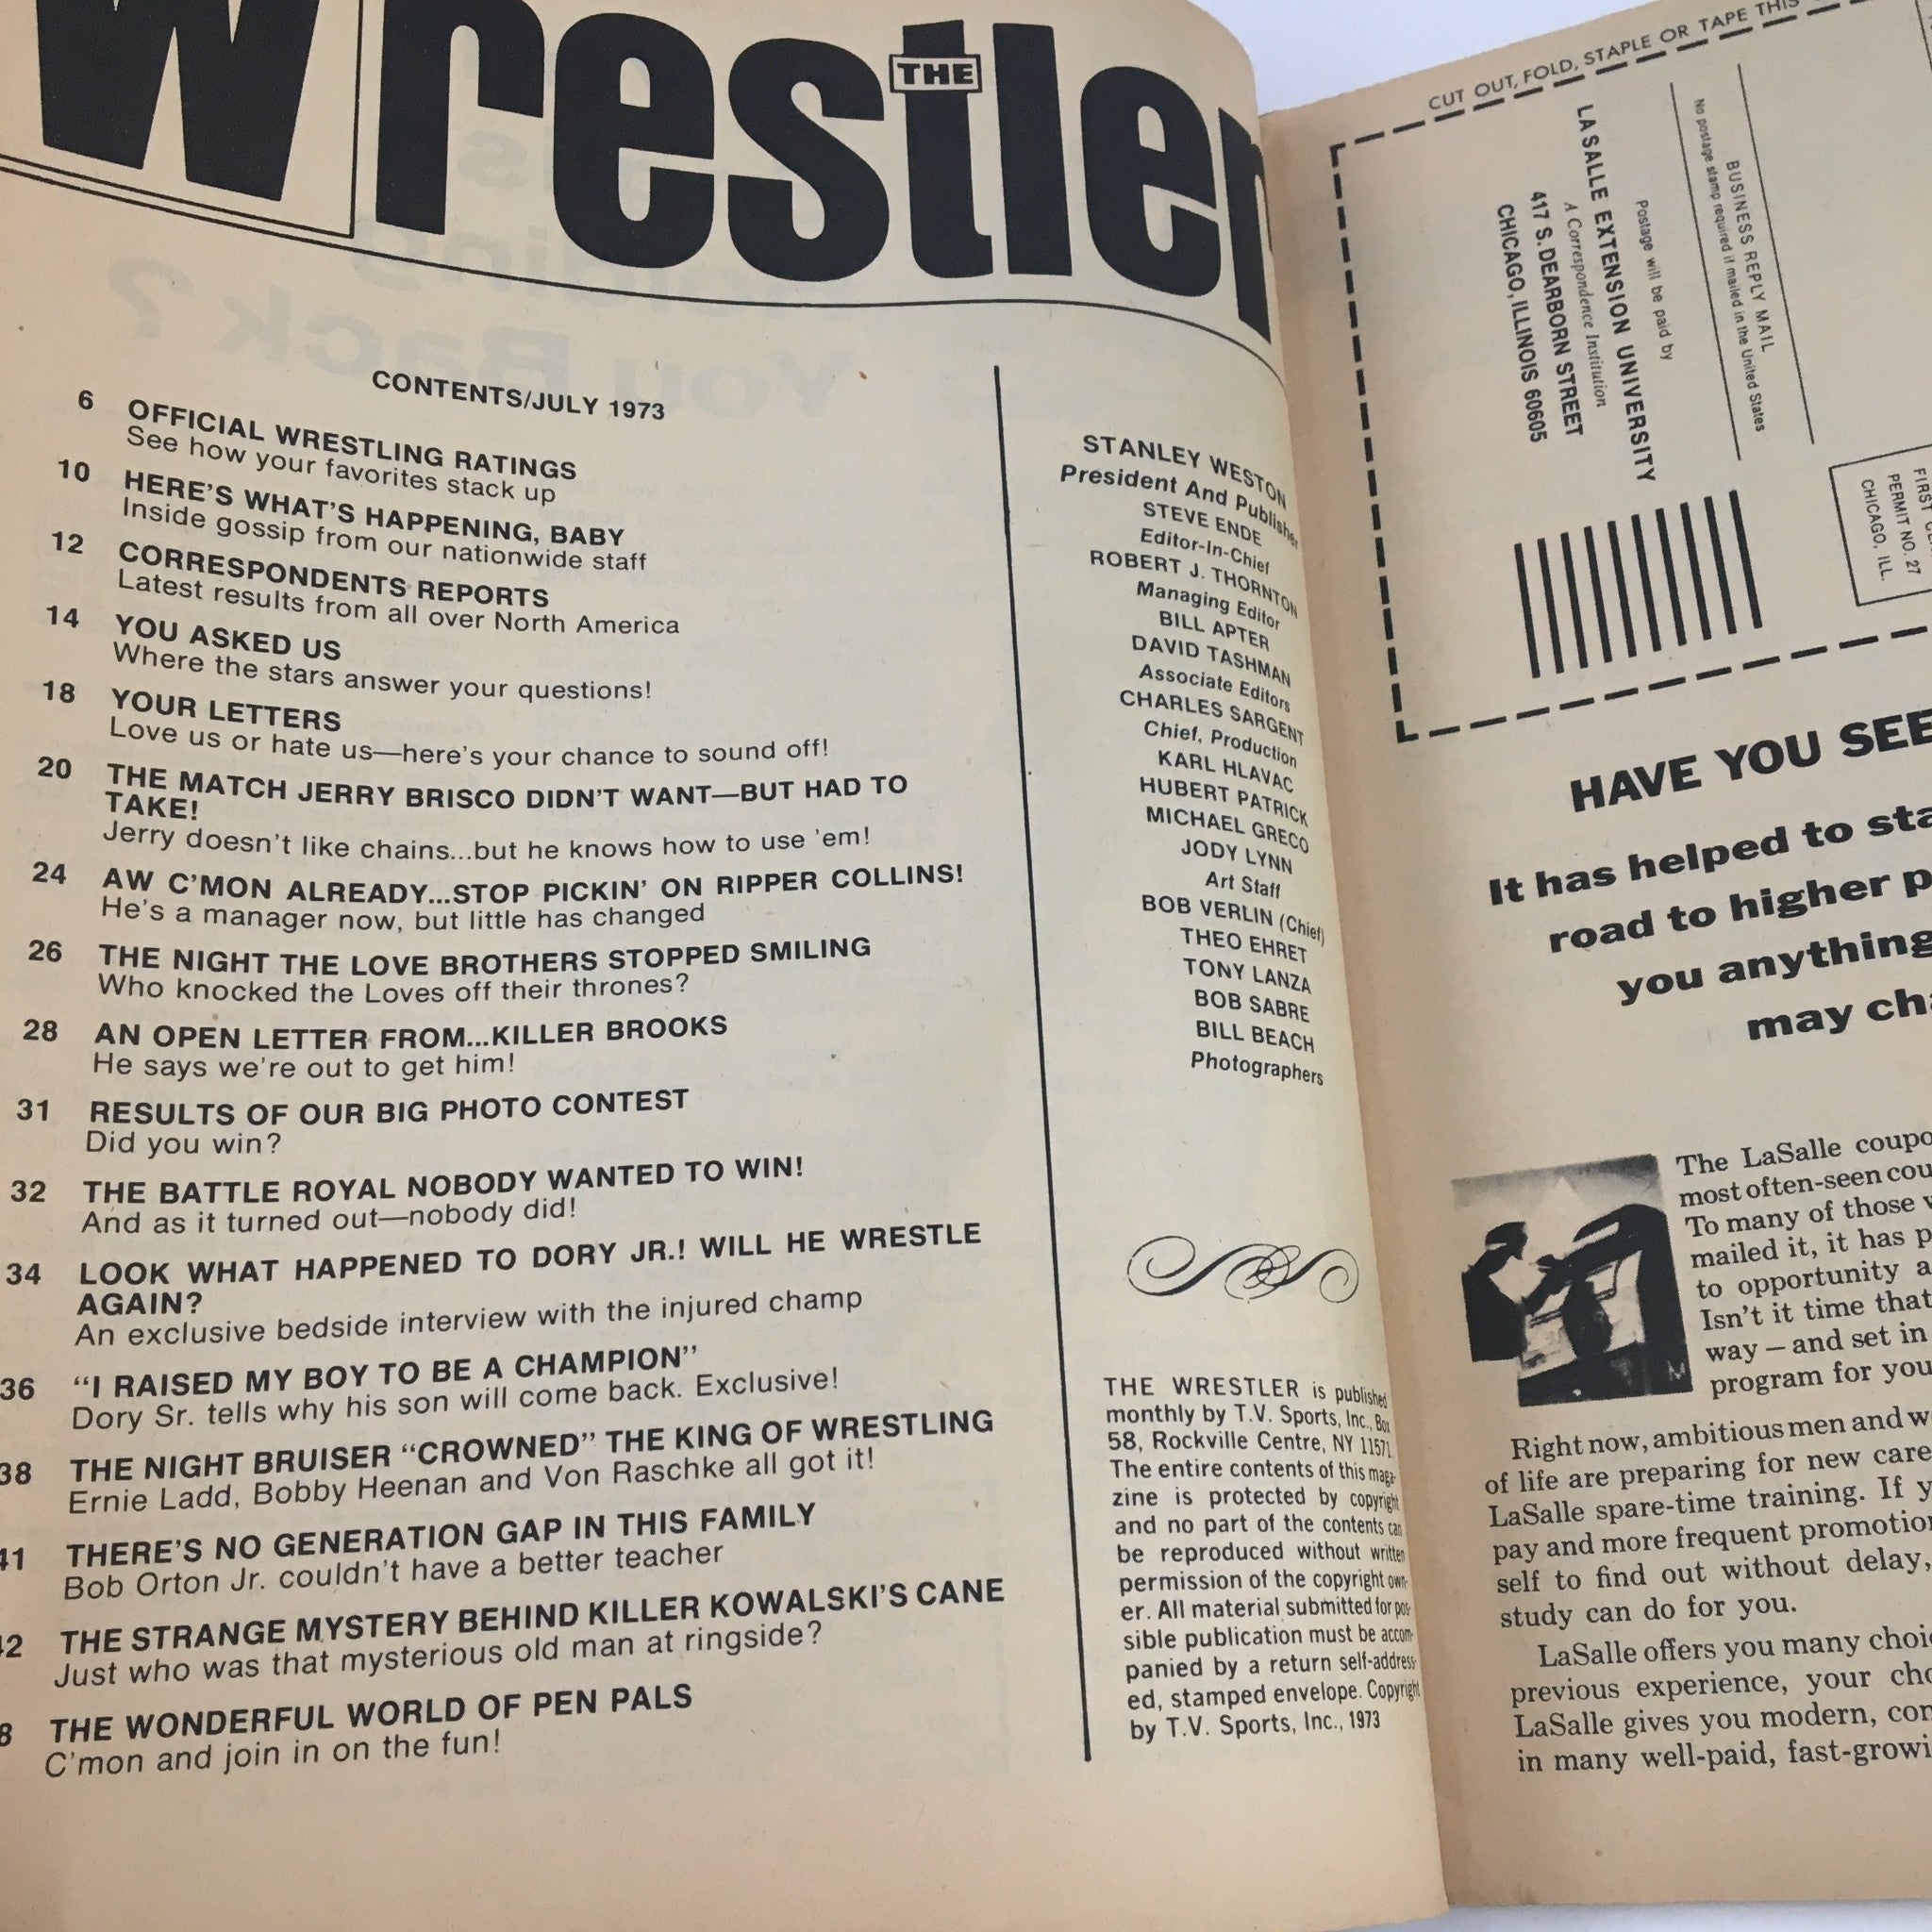 THE
Wrestler
CONTENTS/JULY 1973
6 OFFICIAL WRESTLING RATINGS
See how your favorites stack up
10 HERE'S WHAT'S HAPPENING, BABY
Inside gossip from our nationwide staff
12 CORRESPONDENTS REPORTS
Latest results from all over North America
14 YOU ASKED US
Where the stars answer your questions!
18 YOUR LETTERS
Love us or hate us—here's your chance to sound off!
20 THE MATCH JERRY BRISCO DIDN'T WANT—BUT HAD TO
TAKE!
Jerry doesn't like chains...but he knows how to use 'em!
24 AW C'MON ALREADY...STOP PICKIN' ON RIPPER COLLINS!
He's a manager now, but little has changed
26 THE NIGHT THE LOVE BROTHERS STOPPED SMILING
Who knocked the Loves off their thrones?
28 AN OPEN LETTER FROM...KILLER BROOKS
He says we're out to get him!
31 RESULTS OF OUR BIG PHOTO CONTEST
Did you win?
32 THE BATTLE ROYAL NOBODY WANTED TO WIN!
And as it turned out—nobody did!
34 LOOK WHAT HAPPENED TO DORY JR.! WILL HE WRESTLE
AGAIN?
An exclusive bedside interview with the injured champ
36 "I RAISED MY BOY TO BE A CHAMPION"
Dory Sr. tells why his son will come back. Exclusive!
38 THE NIGHT BRUISER "CROWNED" THE KING OF WRESTLING
Ernie Ladd, Bobby Heenan and Von Raschke all got it!
41 THERE'S NO GENERATION GAP IN THIS FAMILY
Bob Orton Jr. couldn't have a better teacher
42 THE STRANGE MYSTERY BEHIND KILLER KOWALSKI'S CANE
Just who was that mysterious old man at ringside?
8 THE WONDERFUL WORLD OF PEN PALS
C'mon and join in on the fun!
STANLEY WESTON
President And Publisher
STEVE ENDE
Editor-In-Chief
ROBERT J. THORNTON
Managing Editor
BILL APTER
DAVID TASHMAN
Associate Editors
CHARLES SARGENT
Chief, Production
KARL HLAVAC
HUBERT PATRICK
MICHAEL GRECO
JODY LYNN
Art Staff
BOB VERLIN (Chief)
THEO EHRET
TONY LANZA
BOB SABRE
BILL BEACH
Photographers
THE WRESTLER is published
monthly by T.V. Sports, Inc., Box
58, Rockville Centre, NY 11571.
The entire contents of this maga-
zine is protected by copyright
and no part of the contents can
be reproduced without written
permission of the copyright own-
er. All material submitted for pos-
sible publication must be accom-
panied by a return self-address-
ed, stamped envelope. Copyright
by T.V. Sports, Inc., 1973
CUT OUT, FOLD, STAPLE OR TAPE THIS
BUSINESS REPLY MAIL
No postage stamp required if mailed in the United States
Postage will be paid by
LA SALLE EXTENSION UNIVERSITY
A Correspondence Institution
417 S. DEARBORN STREET
CHICAGO, ILLINOIS 60605
FIRST
PERMIT NO. 27
CHICAGO, ILL.
HAVE YOU SEE
It has helped to sta
road to higher p
you anything
may cha
The LaSalle coupo
most often-seen cou
To many of those w
mailed it, it has p
to opportunity a
Isn't it time that
way – and set in
program for you
Right now, ambitious men and w
of life are preparing for new care
LaSalle spare-time training. If y
pay and more frequent promotion
self to find out without delay,
study can do for you.
LaSalle offers you many choic
previous experience, your cho
LaSalle gives you modern, con
in many well-paid, fast-growi